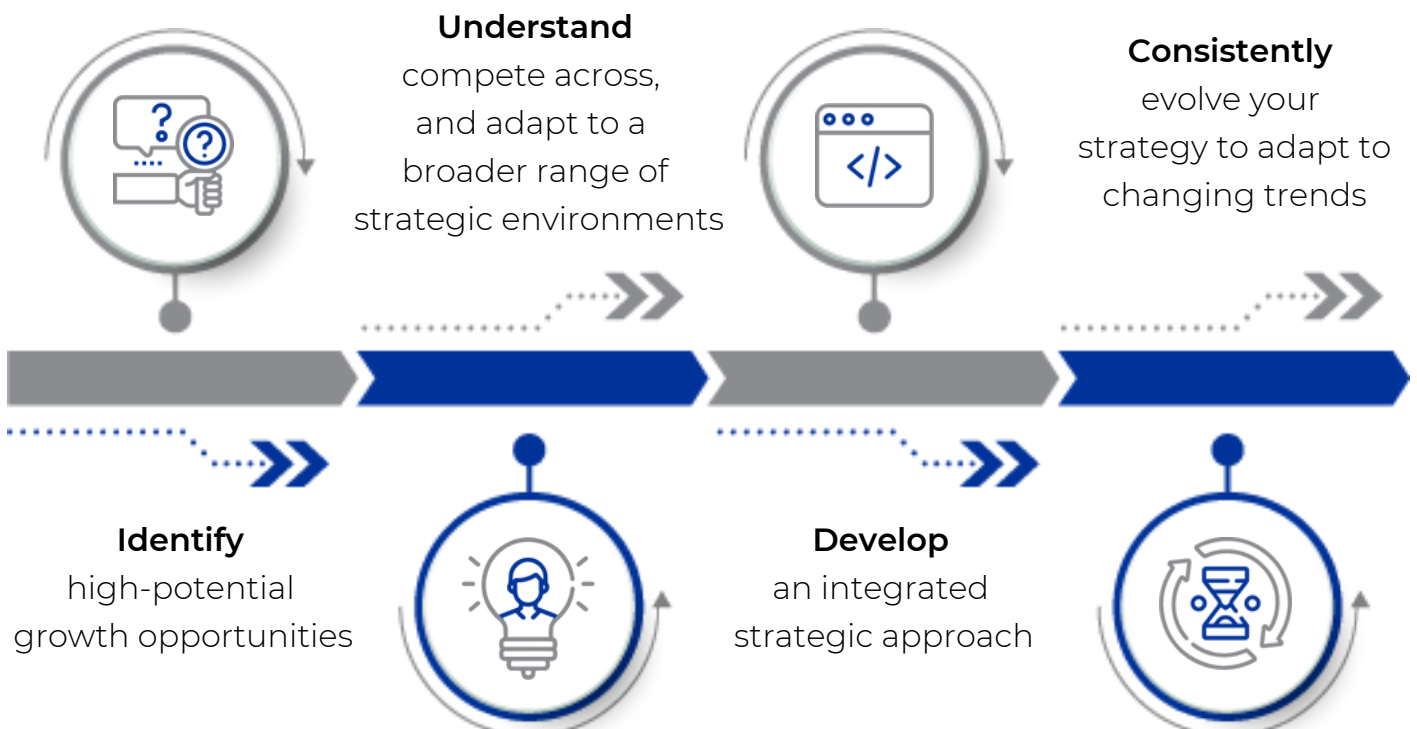 Identify
high-potential
growth opportunities
Understand
compete across,
and adapt to a
broader range of
strategic environments
Develop
an integrated
strategic approach
Consistently
evolve your
strategy to adapt to
changing trends
? ?
</>